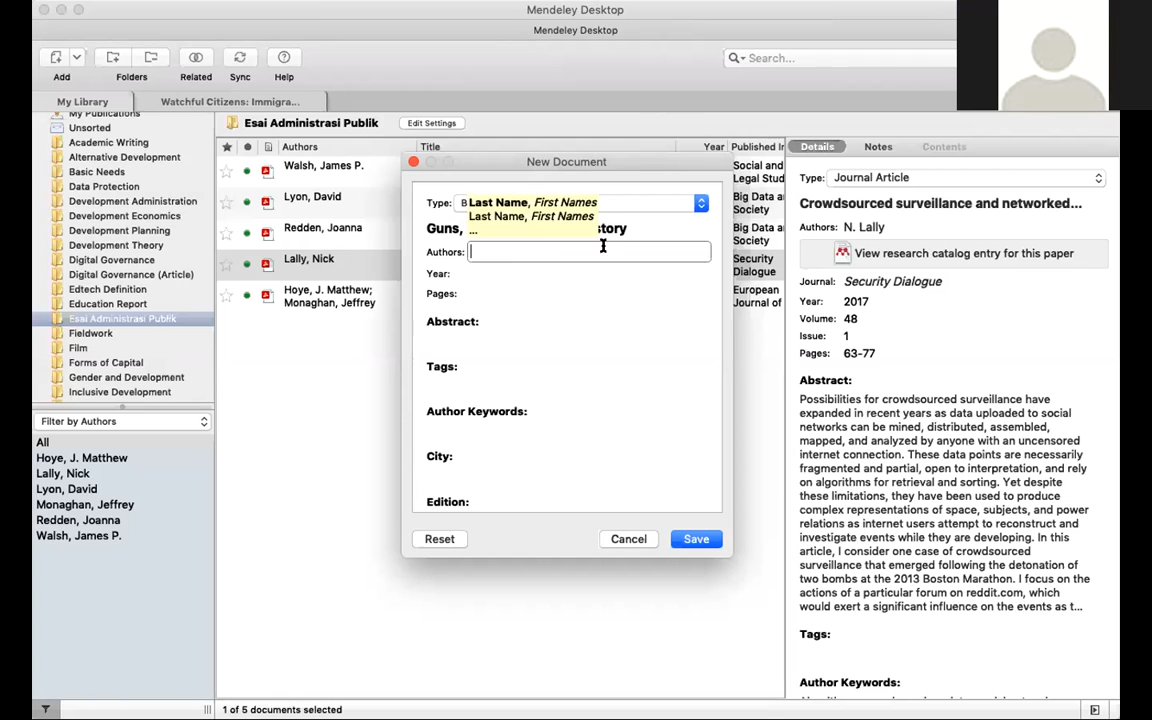 Mendeley Desktop
Mendeley Desktop
Add
Folders
Related
Sync
Help
Search...
My Library
Watchful Citizens: Immigra...
My Publications
Unsorted
Academic Writing
Alternative Development
Basic Needs
Data Protection
Development Administration
Development Economics
Development Planning
Development Theory
Digital Governance
Digital Governance (Article)
Edtech Definition
Education Report
Esai Administrasi Publik
Fieldwork
Film
Forms of Capital
Gender and Development
Inclusive Development
Filter by Authors
All
Hoye, J. Matthew
Lally, Nick
Lyon, David
Monaghan, Jeffrey
Redden, Joanna
Walsh, James P.
Esai Administrasi Publik
Edit Settings
Authors
Title
Year
Published In
Walsh, James P.
Social and
Legal Stud
Lyon, David
Big Data an
Society
Redden, Joanna
Big Data an
Society
Lally, Nick
Security
Dialogue
Hoye, J. Matthew;
Monaghan, Jeffrey
European
Journal of
New Document
Type: B
Last Name, First Names
Last Name, First Names
...
Guns, story
Authors:
Year:
Pages:
Abstract:
Tags:
Author Keywords:
City:
Edition:
Reset
Cancel
Save
Details
Notes
Contents
Type: Journal Article
Crowdsourced surveillance and networked...
Authors: N. Lally
View research catalog entry for this paper
Journal: Security Dialogue
Year: 2017
Volume: 48
Issue: 1
Pages: 63-77
Abstract:
Possibilities for crowdsourced surveillance have
expanded in recent years as data uploaded to social
networks can be mined, distributed, assembled,
mapped, and analyzed by anyone with an uncensored
internet connection. These data points are necessarily
fragmented and partial, open to interpretation, and rely
on algorithms for retrieval and sorting. Yet despite
these limitations, they have been used to produce
complex representations of space, subjects, and power
relations as internet users attempt to reconstruct and
investigate events while they are developing. In this
article, I consider one case of crowdsourced
surveillance that emerged following the detonation of
two bombs at the 2013 Boston Marathon. I focus on the
actions of a particular forum on reddit.com, which
would exert a significant influence on the events as t...
Tags:
Author Keywords:
1 of 5 documents selected